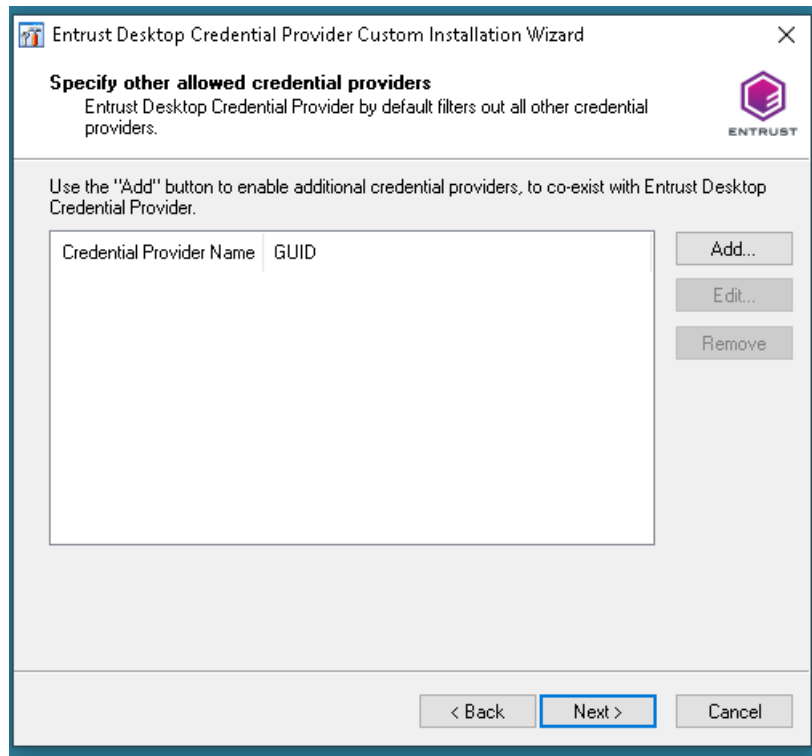 Entrust Desktop Credential Provider Custom Installation Wizard
Specify other allowed credential providers
Entrust Desktop Credential Provider by default filters out all other credential
providers.
ENTRUST
Use the "Add" button to enable additional credential providers, to co-exist with Entrust Desktop
Credential Provider.
Credential Provider Name GUID
Add...
Edit...
Remove
< Back Next > Cancel